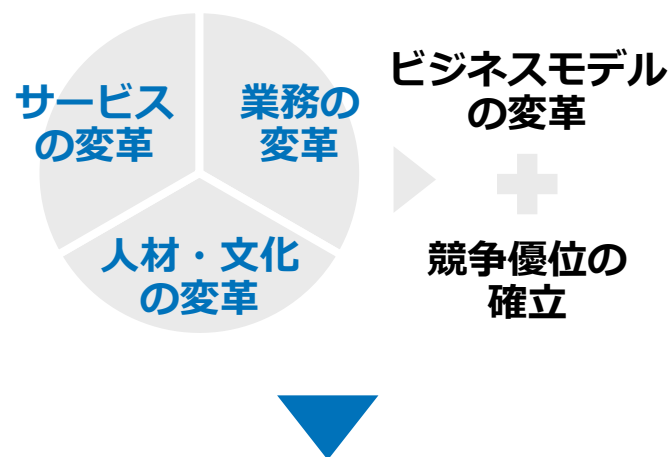 サービス
の変革
業務の
変革
人材・文化
の変革
ビジネスモデル
の変革
競争優位の
確立